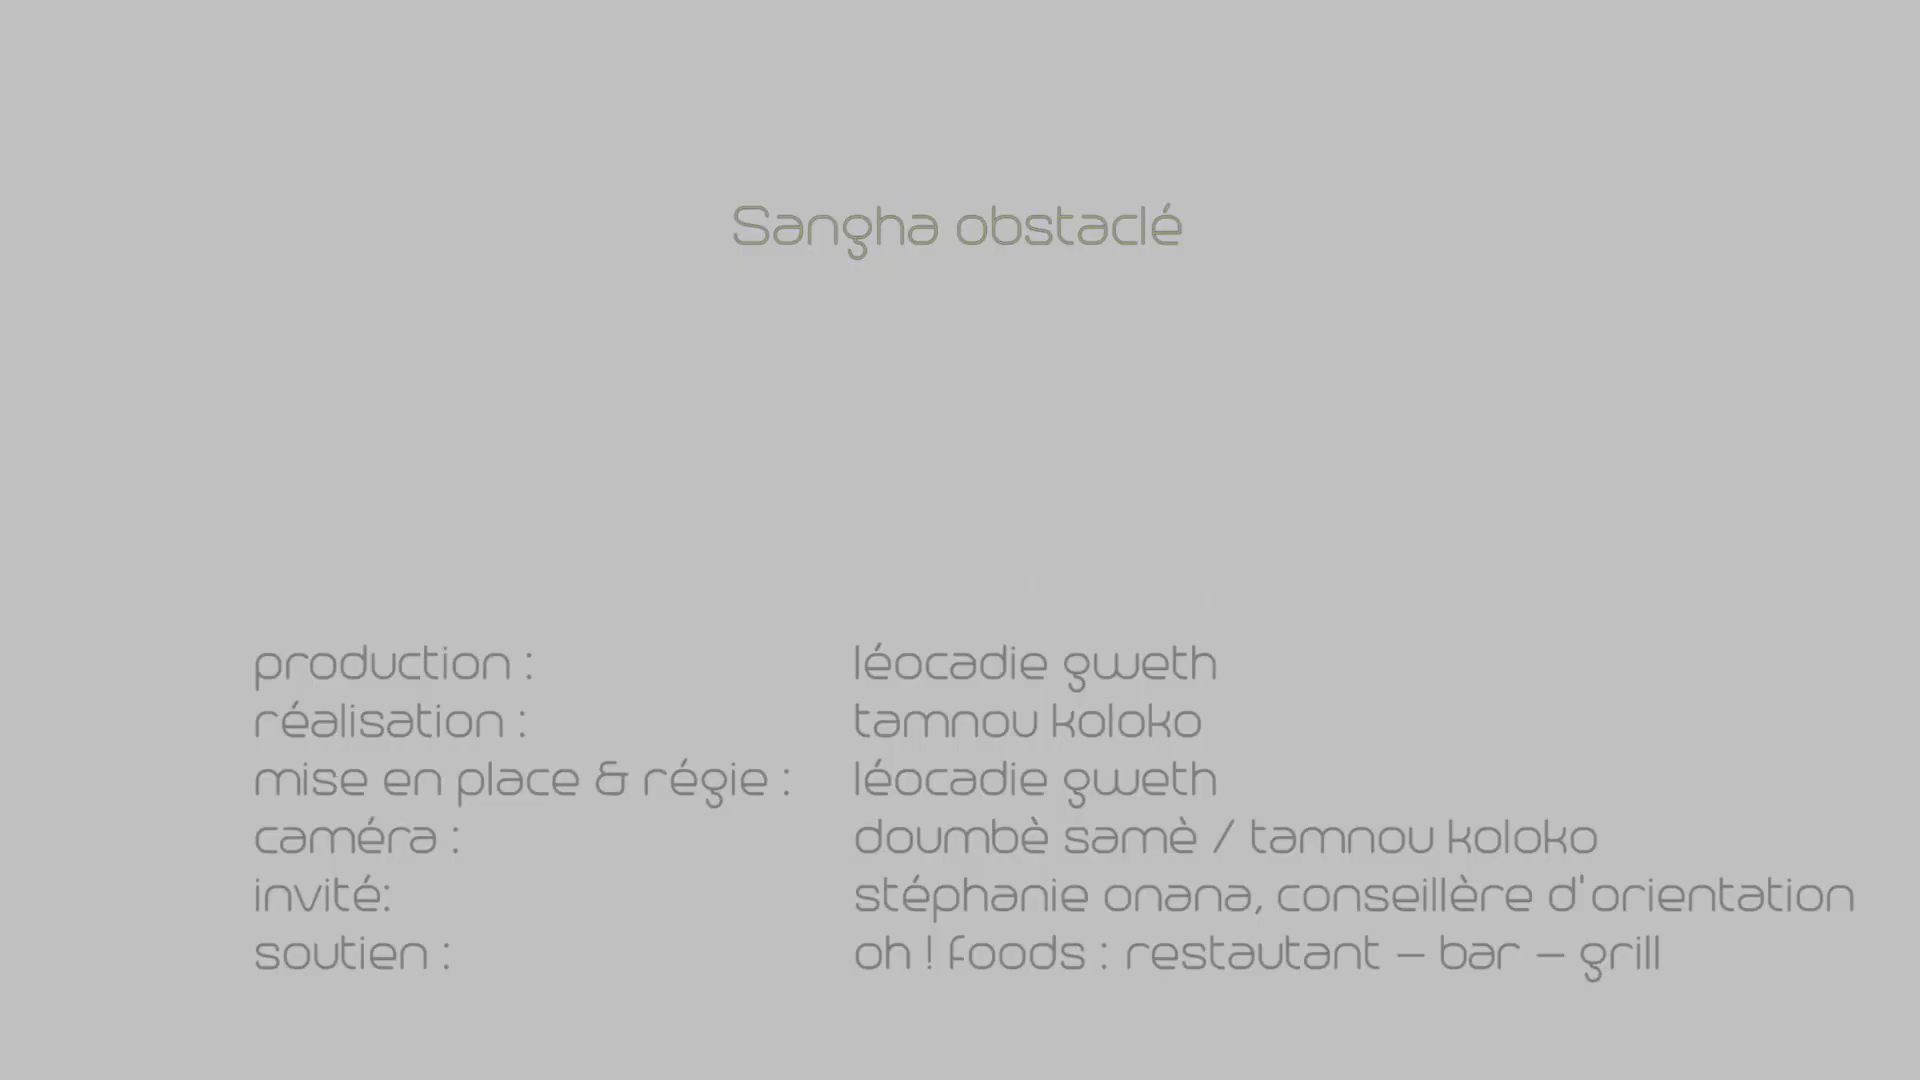 Sangha obstaclé
production : léocadie gweth
réalisation : tamnou koloko
mise en place & régie : léocadie gweth
caméra : doumbè samè / tamnou koloko
invité: stéphanie onana, conseillère d'orientation
soutien : oh ! foods : restautant – bar – grill